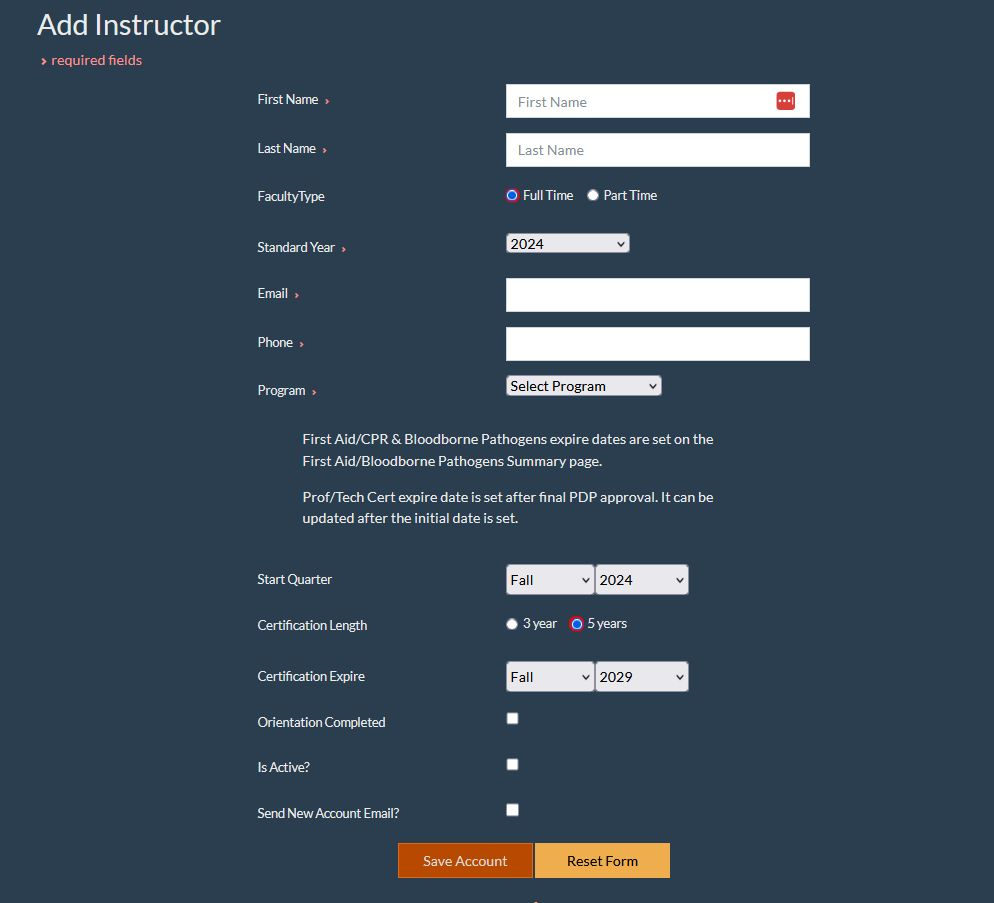 Add Instructor
› required fields
First Name › First Name
Last Name › Last Name
FacultyType Full Time Part Time
Standard Year › 2024
Email ›
Phone ›
Program › Select Program
First Aid/CPR & Bloodborne Pathogens expire dates are set on the
First Aid/Bloodborne Pathogens Summary page.
Prof/Tech Cert expire date is set after final PDP approval. It can be
updated after the initial date is set.
Start Quarter Fall 2024
Certification Length 3 year 5 years
Certification Expire Fall 2029
Orientation Completed
Is Active?
Send New Account Email?
Save Account Reset Form